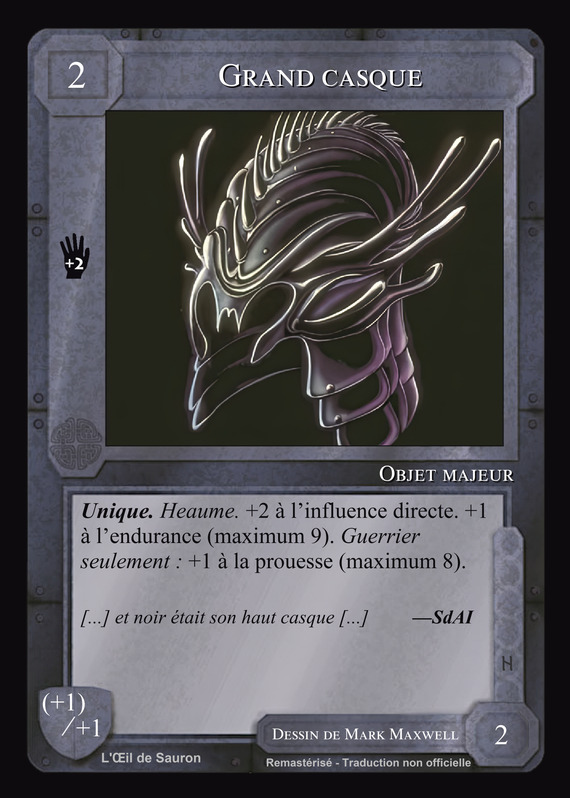 2
GRAND CASQUE
+2
OBJET MAJEUR
Unique. Heaume. +2 à l'influence directe. +1
à l'endurance (maximum 9). Guerrier
seulement : +1 à la prouesse (maximum 8).
[...] et noir était son haut casque [...] —SdAI
(+1)
/+1
DESSIN DE MARK MAXWELL
2
L'Œil de Sauron
Remastérisé - Traduction non officielle